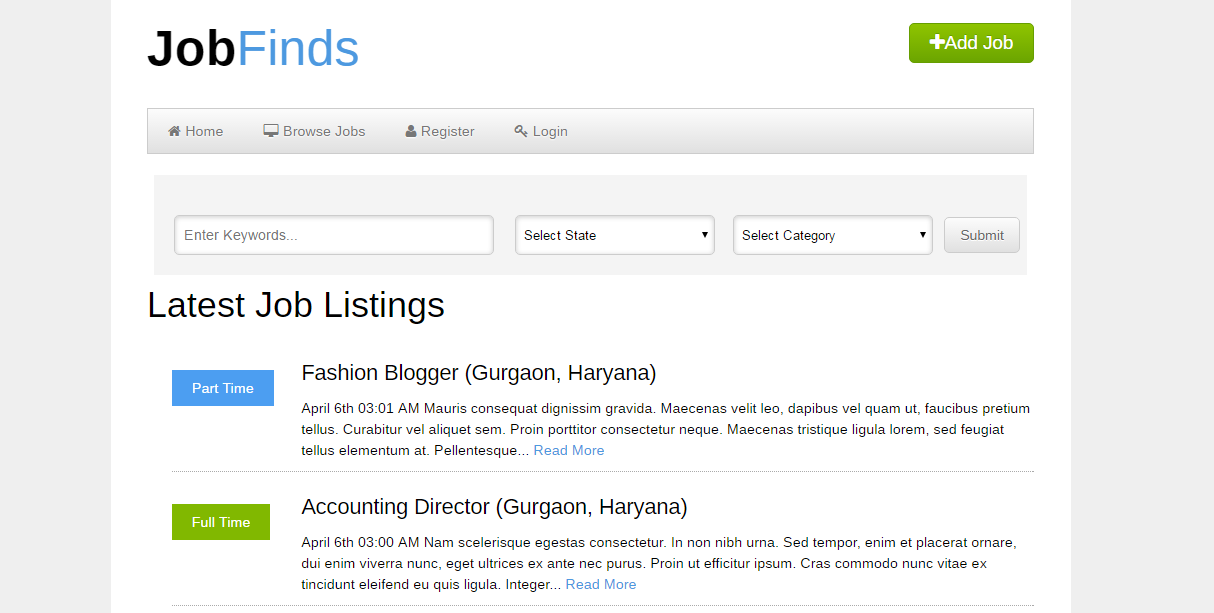 JobFinds
Add Job
Home Browse Jobs Register Login
Enter Keywords... Select State Select Category Submit
Latest Job Listings
Part Time
Fashion Blogger (Gurgaon, Haryana)
April 6th 03:01 AM Mauris consequat dignissim gravida. Maecenas velit leo, dapibus vel quam ut, faucibus pretium
tellus. Curabitur vel aliquet sem. Proin porttitor consectetur neque. Maecenas tristique ligula lorem, sed feugiat
tellus elementum at. Pellentesque... Read More
Full Time
Accounting Director (Gurgaon, Haryana)
April 6th 03:00 AM Nam scelerisque egestas consectetur. In non nibh urna. Sed tempor, enim et placerat ornare,
dui enim viverra nunc, eget ultrices ex ante nec purus. Proin ut efficitur ipsum. Cras commodo nunc vitae ex
tincidunt eleifend eu quis ligula. Integer... Read More